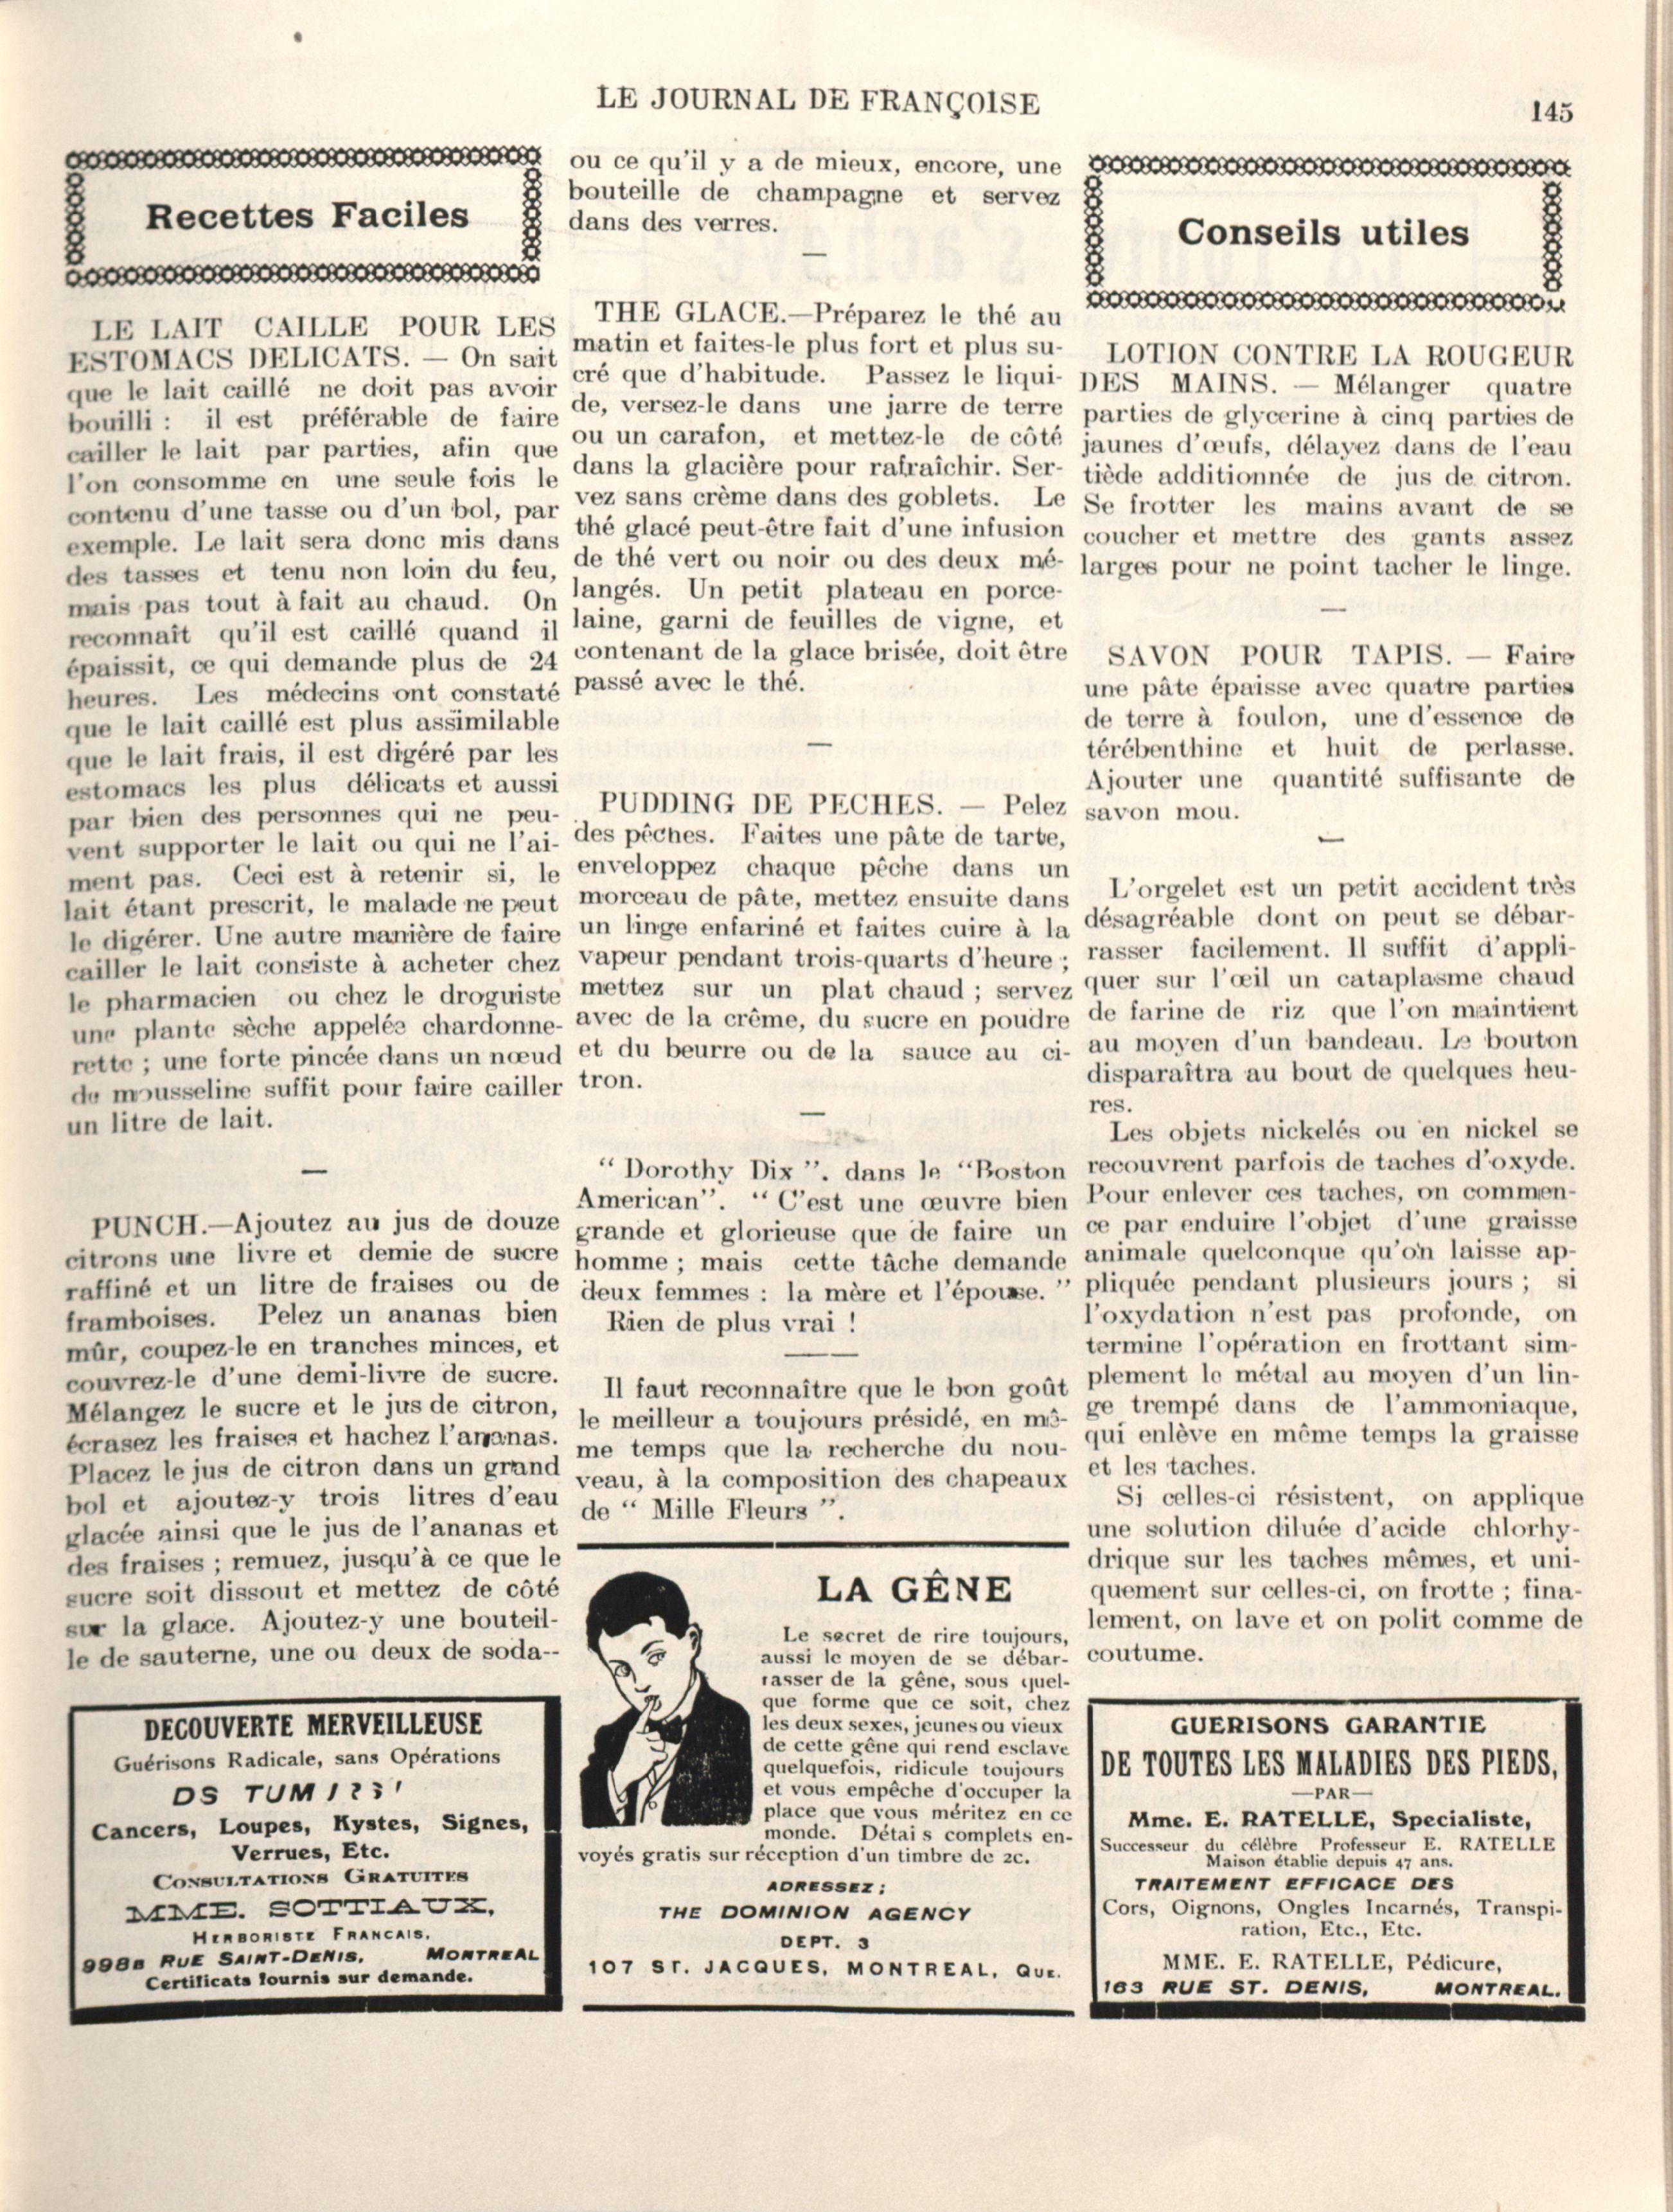 LE JOURNAL DE FRANÇOISE
145
Recettes Faciles
LE LAIT CAILLE POUR LES
ESTOMACS DELICATS. — On sait
que le lait caillé ne doit pas avoir
bouilli : il est préférable de faire
cailler le lait par parties, afin que
l'on consomme en une seule fois le
contenu d'une tasse ou d'un bol, par
exemple. Le lait sera donc mis dans
des tasses et tenu non loin du feu,
mais pas tout à fait au chaud. On
reconnaît qu'il est caillé quand il
épaissit, ce qui demande plus de 24
heures. Les médecins ont constaté
que le lait caillé est plus assimilable
que le lait frais, il est digéré par les
estomacs les plus délicats et aussi
par bien des personnes qui ne peu-
vent supporter le lait ou qui ne l'ai-
ment pas. Ceci est à retenir si, le
lait étant prescrit, le malade ne peut
le digérer. Une autre manière de faire
cailler le lait consiste à acheter chez
le pharmacien ou chez le droguiste
une plante sèche appelée chardonne-
rette ; une forte pincée dans un nœud
de mousseline suffit pour faire cailler
un litre de lait.
—
PUNCH.—Ajoutez au jus de douze
citrons une livre et demie de sucre
raffiné et un litre de fraises ou de
framboises. Pelez un ananas bien
mûr, coupez-le en tranches minces, et
couvrez-le d'une demi-livre de sucre.
Mélangez le sucre et le jus de citron,
écrasez les fraises et hachez l'ananas.
Placez le jus de citron dans un grand
bol et ajoutez-y trois litres d'eau
glacée ainsi que le jus de l'ananas et
des fraises ; remuez, jusqu'à ce que le
sucre soit dissout et mettez de côté
sur la glace. Ajoutez-y une bouteil-
le de sauterne, une ou deux de soda--
ou ce qu'il y a de mieux, encore, une
bouteille de champagne et servez
dans des verres.
—
THE GLACE.—Préparez le thé au
matin et faites-le plus fort et plus su-
cré que d'habitude. Passez le liqui-
de, versez-le dans une jarre de terre
ou un carafon, et mettez-le de côté
dans la glacière pour rafraîchir. Ser-
vez sans crème dans des goblets. Le
thé glacé peut-être fait d'une infusion
de thé vert ou noir ou des deux mé-
langés. Un petit plateau en porce-
laine, garni de feuilles de vigne, et
contenant de la glace brisée, doit être
passé avec le thé.
—
PUDDING DE PECHES. — Pelez
des pêches. Faites une pâte de tarte,
enveloppez chaque pêche dans un
morceau de pâte, mettez ensuite dans
un linge enfariné et faites cuire à la
vapeur pendant trois-quarts d'heure ;
mettez sur un plat chaud ; servez
avec de la crême, du sucre en poudre
et du beurre ou de la sauce au ci-
tron.
—
“ Dorothy Dix ”. dans le “Boston
American”. “ C'est une œuvre bien
grande et glorieuse que de faire un
homme ; mais cette tâche demande
deux femmes : la mère et l'épouse. ”
Rien de plus vrai !
Il faut reconnaître que le bon goût
le meilleur a toujours présidé, en mê-
me temps que la recherche du nou-
veau, à la composition des chapeaux
de “ Mille Fleurs ”.
Conseils utiles
LOTION CONTRE LA ROUGEUR
DES MAINS. — Mélanger quatre
parties de glycerine à cinq parties de
jaunes d'œufs, délayez dans de l'eau
tiède additionnée de jus de citron.
Se frotter les mains avant de se
coucher et mettre des gants assez
larges pour ne point tacher le linge.
—
SAVON POUR TAPIS. — Faire
une pâte épaisse avec quatre parties
de terre à foulon, une d'essence de
térébenthine et huit de perlasse.
Ajouter une quantité suffisante de
savon mou.
—
L'orgelet est un petit accident très
désagréable dont on peut se débar-
rasser facilement. Il suffit d'appli-
quer sur l'œil un cataplasme chaud
de farine de riz que l'on maintient
au moyen d'un bandeau. Le bouton
disparaîtra au bout de quelques heu-
res.
Les objets nickelés ou en nickel se
recouvrent parfois de taches d'oxyde.
Pour enlever ces taches, on commen-
ce par enduire l'objet d'une graisse
animale quelconque qu'on laisse ap-
pliquée pendant plusieurs jours ; si
l'oxydation n'est pas profonde, on
termine l'opération en frottant sim-
plement le métal au moyen d'un lin-
ge trempé dans de l'ammoniaque,
qui enlève en même temps la graisse
et les taches.
Si celles-ci résistent, on applique
une solution diluée d'acide chlorhy-
drique sur les taches mêmes, et uni-
quement sur celles-ci, on frotte ; fina-
lement, on lave et on polit comme de
coutume.
DECOUVERTE MERVEILLEUSE
Guérisons Radicale, sans Opérations
DS TUM
Cancers, Loupes, Kystes, Signes,
Verrues, Etc.
CONSULTATIONS GRATUITES
MME. SOTTIAUX,
HERBORISTE FRANCAIS,
998B RUE SAINT-DENIS, MONTREAL
Certificats fournis sur demande.
LA GÊNE
Le secret de rire toujours,
aussi le moyen de se débar-
rasser de la gêne, sous quel-
que forme que ce soit, chez
les deux sexes, jeunes ou vieux
de cette gêne qui rend esclave
quelquefois, ridicule toujours
et vous empêche d'occuper la
place que vous méritez en ce
monde. Détai s complets en-
voyés gratis sur réception d'un timbre de 2c.
ADRESSEZ :
THE DOMINION AGENCY
DEPT. 3
107 ST. JACQUES, MONTREAL, QUE.
GUERISONS GARANTIE
DE TOUTES LES MALADIES DES PIEDS,
—PAR—
Mme. E. RATELLE, Specialiste,
Successeur du célèbre Professeur E. RATELLE
Maison établie depuis 47 ans.
TRAITEMENT EFFICACE DES
Cors, Oignons, Ongles Incarnés, Transpi-
ration, Etc., Etc.
MME. E. RATELLE, Pédicure,
163 RUE ST. DENIS, MONTREAL.